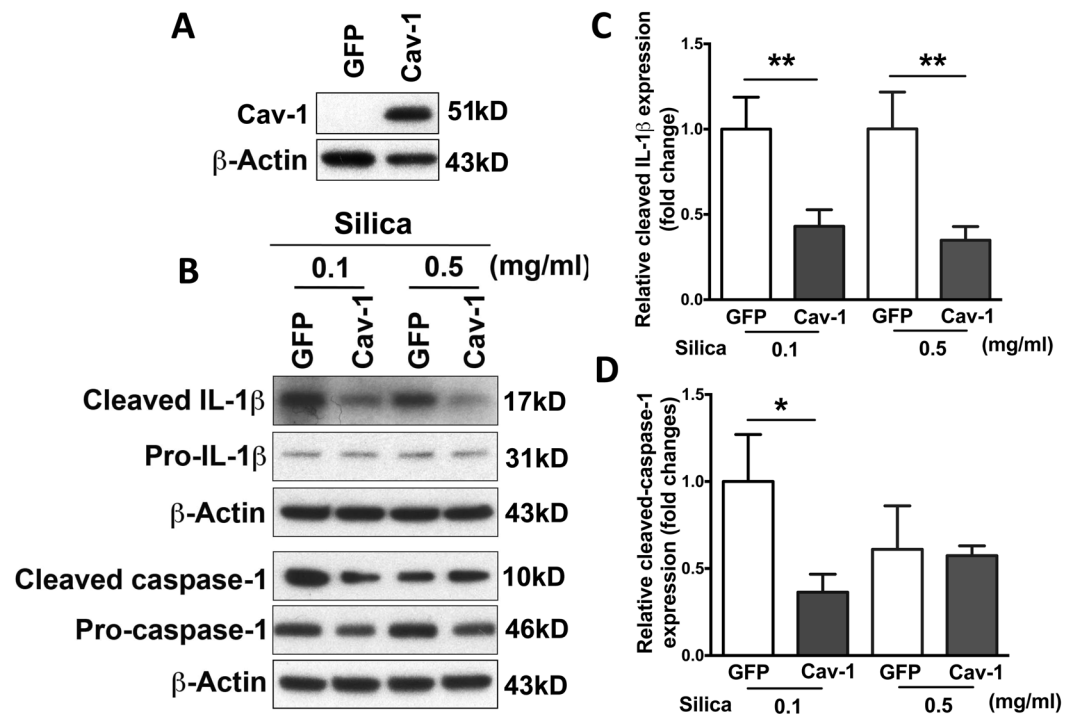 A
GFP
Cav-1
Cav-1
51kD
β-Actin
43kD
B
Silica
0.1
0.5
(mg/ml)
GFP
Cav-1
GFP
Cav-1
Cleaved IL-1β
17kD
Pro-IL-1β
31kD
β-Actin
43kD
Cleaved caspase-1
10kD
Pro-caspase-1
46kD
β-Actin
43kD
C
Relative cleaved IL-1β expression
(fold change)
1.5
1.0
0.5
0.0
**
**
GFP
Cav-1
GFP
Cav-1
Silica
0.1
0.5
(mg/ml)
D
Relative cleaved-caspase-1
expression (fold changes)
1.5
1.0
0.5
0.0
*
GFP
Cav-1
GFP
Cav-1
Silica
0.1
0.5
(mg/ml)